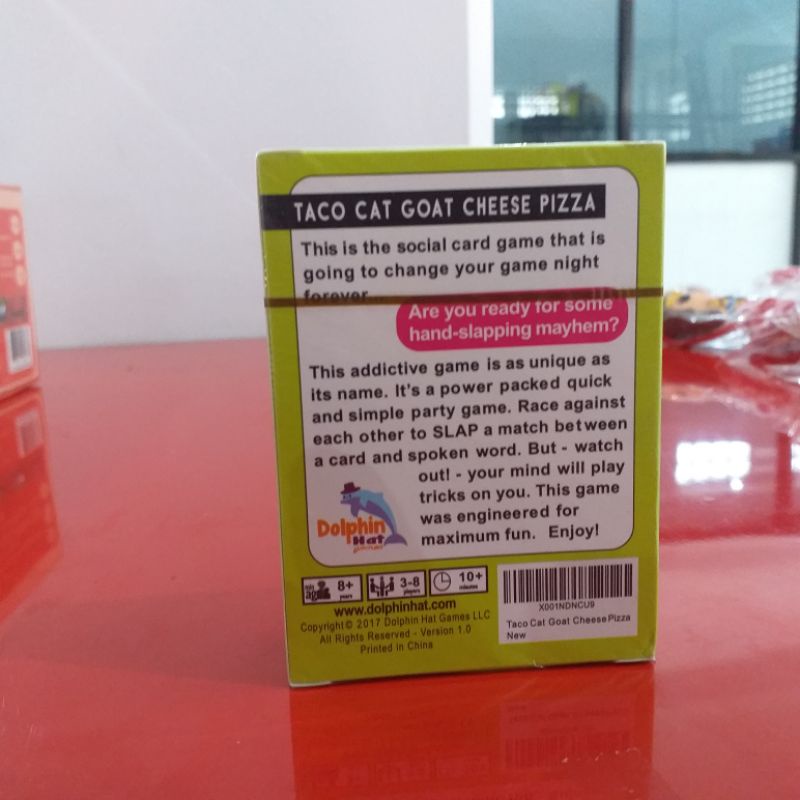 TACO CAT GOAT CHEESE PIZZA
This is the social card game that is
going to change your game night
forever...
Are you ready for some
hand-slapping mayhem?
This addictive game is as unique as
its name. It's a power packed quick
and simple party game. Race against
each other to SLAP a match between
a card and spoken word. But - watch
out! - your mind will play
tricks on you. This game
was engineered for
maximum fun. Enjoy!
Dolphin
Hat
games
min age 8+ years
3-8 players
10+ minutes
www.dolphinhat.com
Copyright© 2017 Dolphin Hat Games LLC
All Rights Reserved - Version 1.0
Printed in China
X001NDNCU9
Taco Cat Goat Cheese Pizza
New